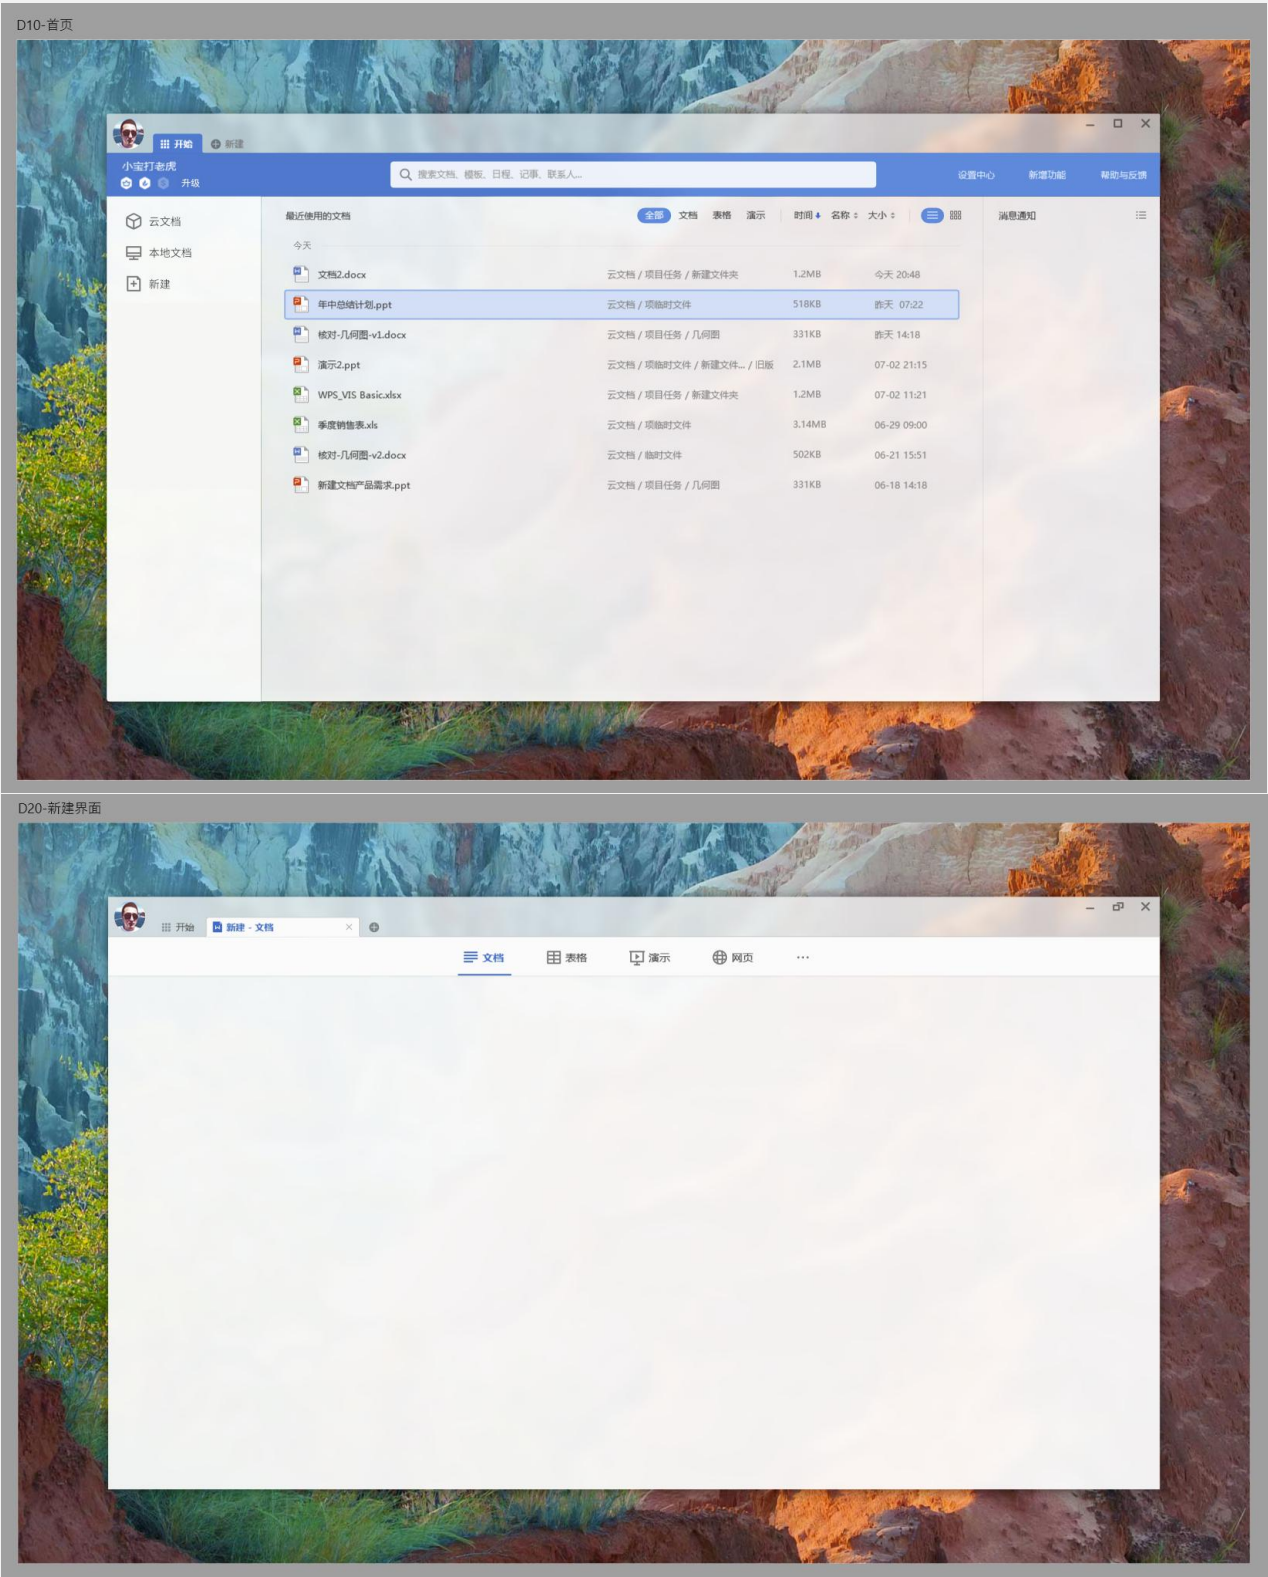 D10-首页
开始 新建
小宝打老虎
搜索文档、模板、日程、记事、联系人...
设置中心 新增功能 帮助与反馈
升级
云文档
本地文档
新建
最近使用的文档 全部 文档 表格 演示 时间 名称 大小 消息通知
今天
文档2.docx 云文档 / 项目任务 / 新建文件夹 1.2MB 今天 20:48
年中总结计划.ppt 云文档 / 项临时文件 518KB 昨天 07:22
核对-几何图-v1.docx 云文档 / 项目任务 / 几何图 331KB 昨天 14:18
演示2.ppt 云文档 / 项临时文件 / 新建文件... / 旧版 2.1MB 07-02 21:15
WPS_VIS Basic.xlsx 云文档 / 项目任务 / 新建文件夹 1.2MB 07-02 11:21
季度销售表.xls 云文档 / 项临时文件 3.14MB 06-29 09:00
核对-几何图-v2.docx 云文档 / 临时文件 502KB 06-21 15:51
新建文档产品需求.ppt 云文档 / 项目任务 / 几何图 331KB 06-18 14:18
D20-新建界面
开始 新建 - 文档
文档 表格 演示 网页 ...